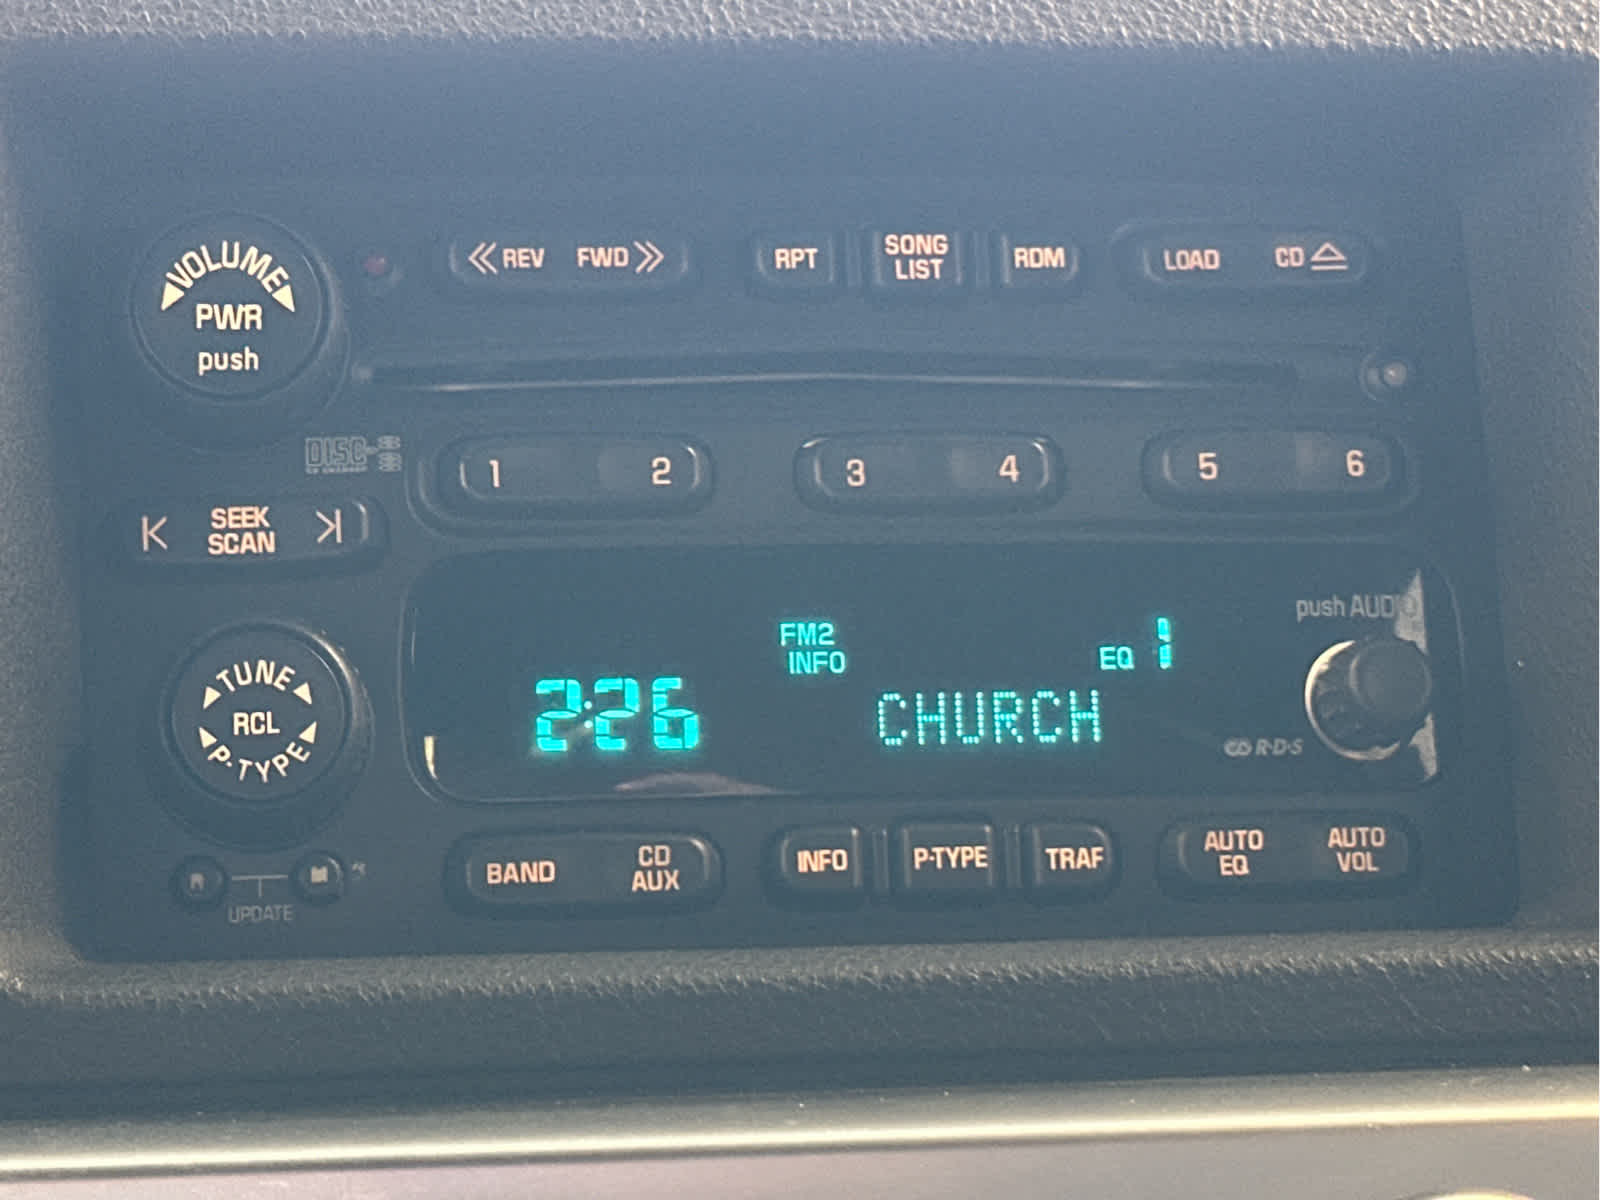 VOLUME
PWR
push
REV FWD
RPT
SONG
LIST
RDM
LOAD CD
DISC
1 2
3 4
5 6
SEEK
SCAN
TUNE
RCL
P-TYPE
FM2
INFO
EQ 1
2:26
CHURCH
push AUDIO
R·D·S
UPDATE
BAND
CD
AUX
INFO
P-TYPE
TRAF
AUTO
EQ
AUTO
VOL